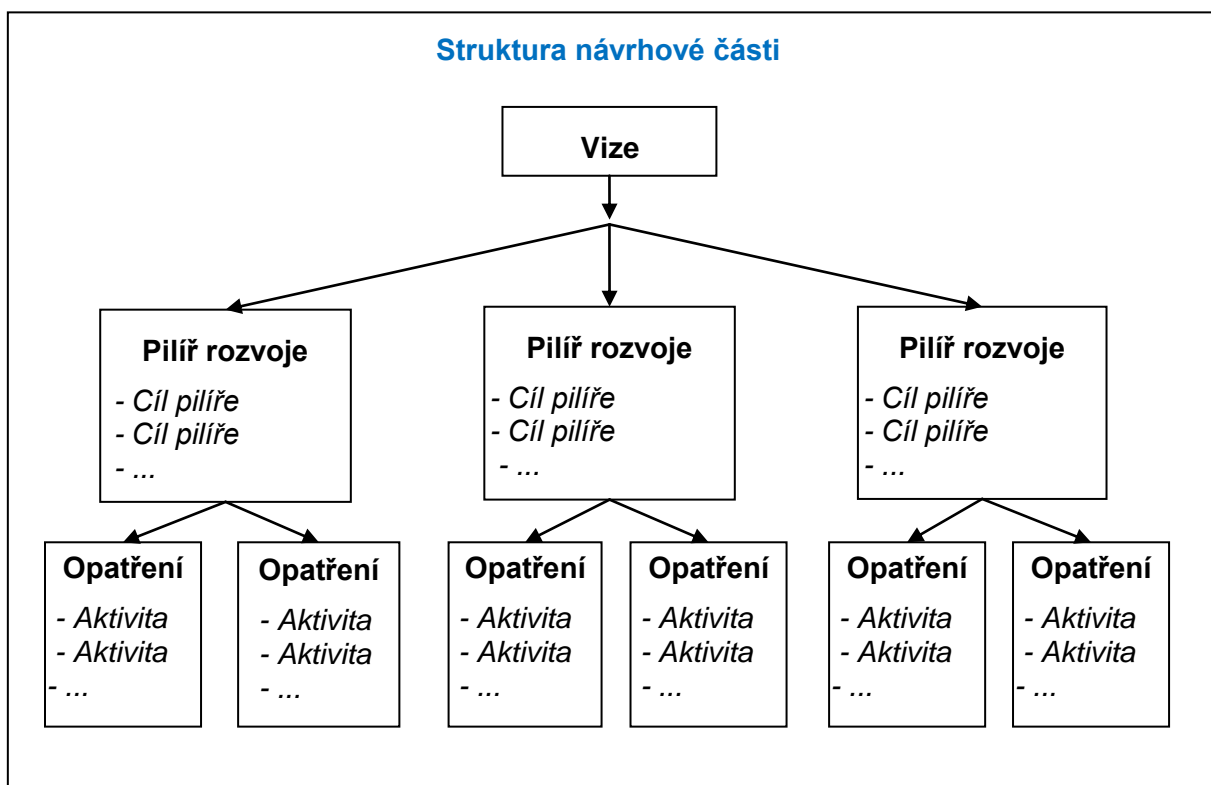 Struktura návrhové části
Vize
Pilíř rozvoje
- Cíl pilíře
- Cíl pilíře
- ...
Pilíř rozvoje
- Cíl pilíře
- Cíl pilíře
- ...
Pilíř rozvoje
- Cíl pilíře
- Cíl pilíře
- ...
Opatření
- Aktivita
- Aktivita
- ...
Opatření
- Aktivita
- Aktivita
- ...
Opatření
- Aktivita
- Aktivita
- ...
Opatření
- Aktivita
- Aktivita
- ...
Opatření
- Aktivita
- Aktivita
- ...
Opatření
- Aktivita
- Aktivita
- ...